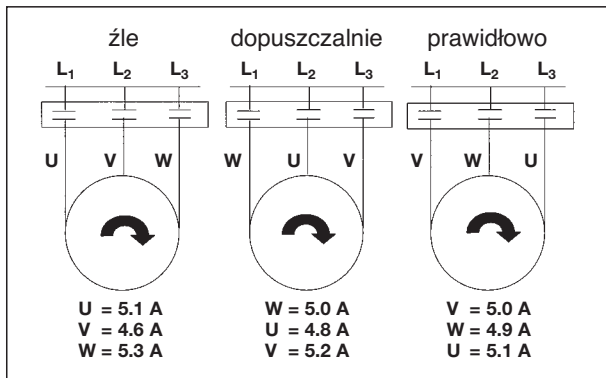 źle dopuszczalnie prawidłowo
L1 L2 L3 L1 L2 L3 L1 L2 L3
U V W W U V V W U
U = 5.1 A W = 5.0 A V = 5.0 A
V = 4.6 A U = 4.8 A W = 4.9 A
W = 5.3 A V = 5.2 A U = 5.1 A